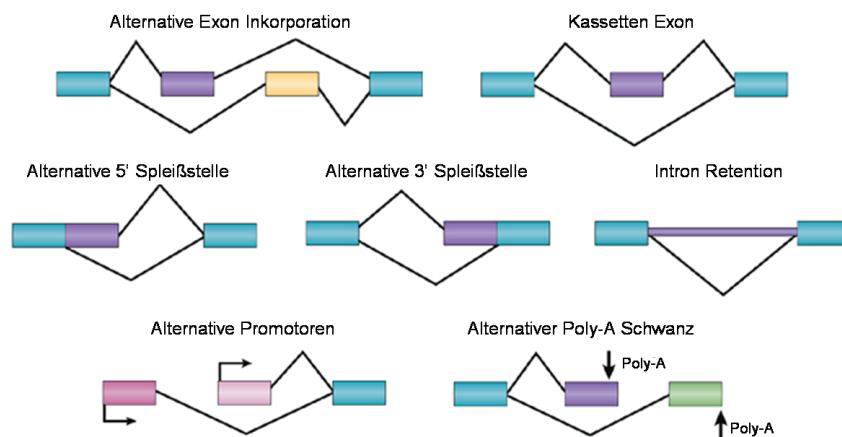 Alternative Exon Inkorporation
Kassetten Exon
Alternative 5' Spleißstelle
Alternative 3' Spleißstelle
Intron Retention
Alternative Promotoren
Alternativer Poly-A Schwanz
Poly-A
Poly-A